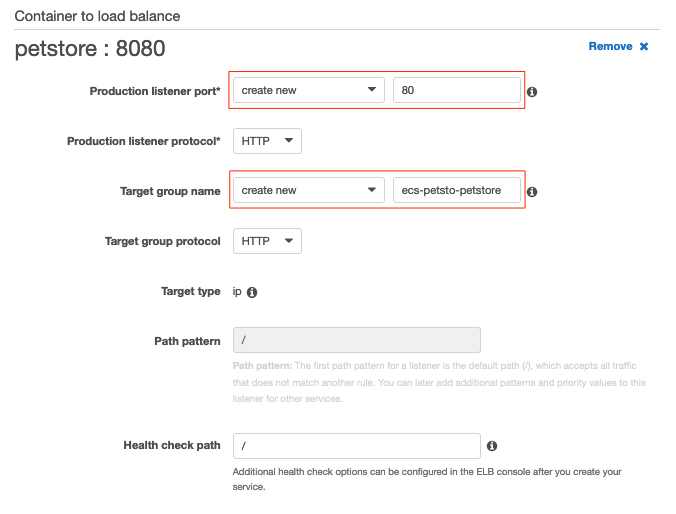 Container to load balance
petstore : 8080 Remove ×
Production listener port* create new 80
Production listener protocol* HTTP
Target group name create new ecs-petsto-petstore
Target group protocol HTTP
Target type ip
Path pattern /
Path pattern: The first path pattern for a listener is the default path (/), which accepts all traffic
that does not match another rule. You can later add additional patterns and priority values to this
listener for other services.
Health check path /
Additional health check options can be configured in the ELB console after you create your
service.